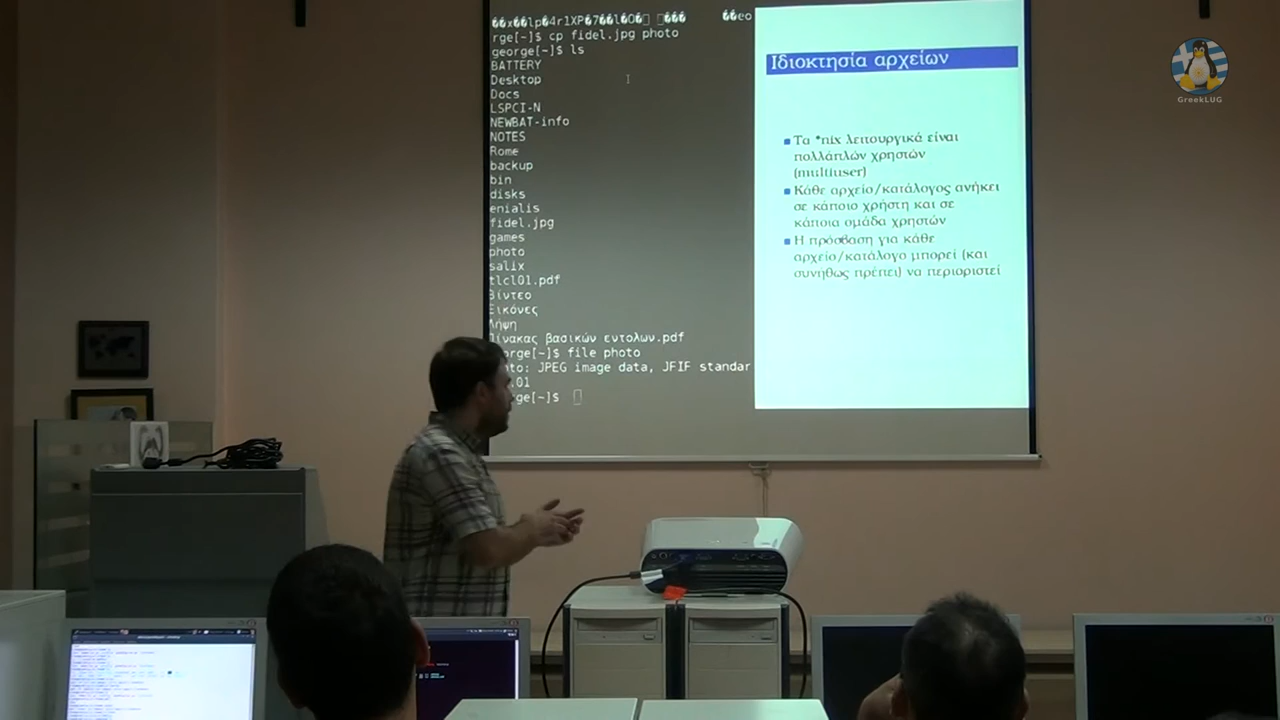 rge[~]$ cp fidel.jpg photo
george[~]$ ls
BATTERY
Desktop
Docs
LSPCI-N
NEWBAT-info
NOTES
Rome
backup
bin
disks
enialis
fidel.jpg
games
photo
salix
tlcl01.pdf
Βίντεο
Εικόνες
Λήψη
Πίνακας βασικών εντολων.pdf
orge[~]$ file photo
oto: JPEG image data, JFIF standar
1.01
ge[~]$
Ιδιοκτησία αρχείων
Τα *nix λειτουργικά είναι
πολλαπλών χρηστών
(multiuser)
Κάθε αρχείο/κατάλογος ανήκει
σε κάποιο χρήστη και σε
κάποια ομάδα χρηστών
Η πρόσβαση για κάθε
αρχείο/κατάλογο μπορεί (και
συνήθως πρέπει) να περιοριστεί
GreekLUG